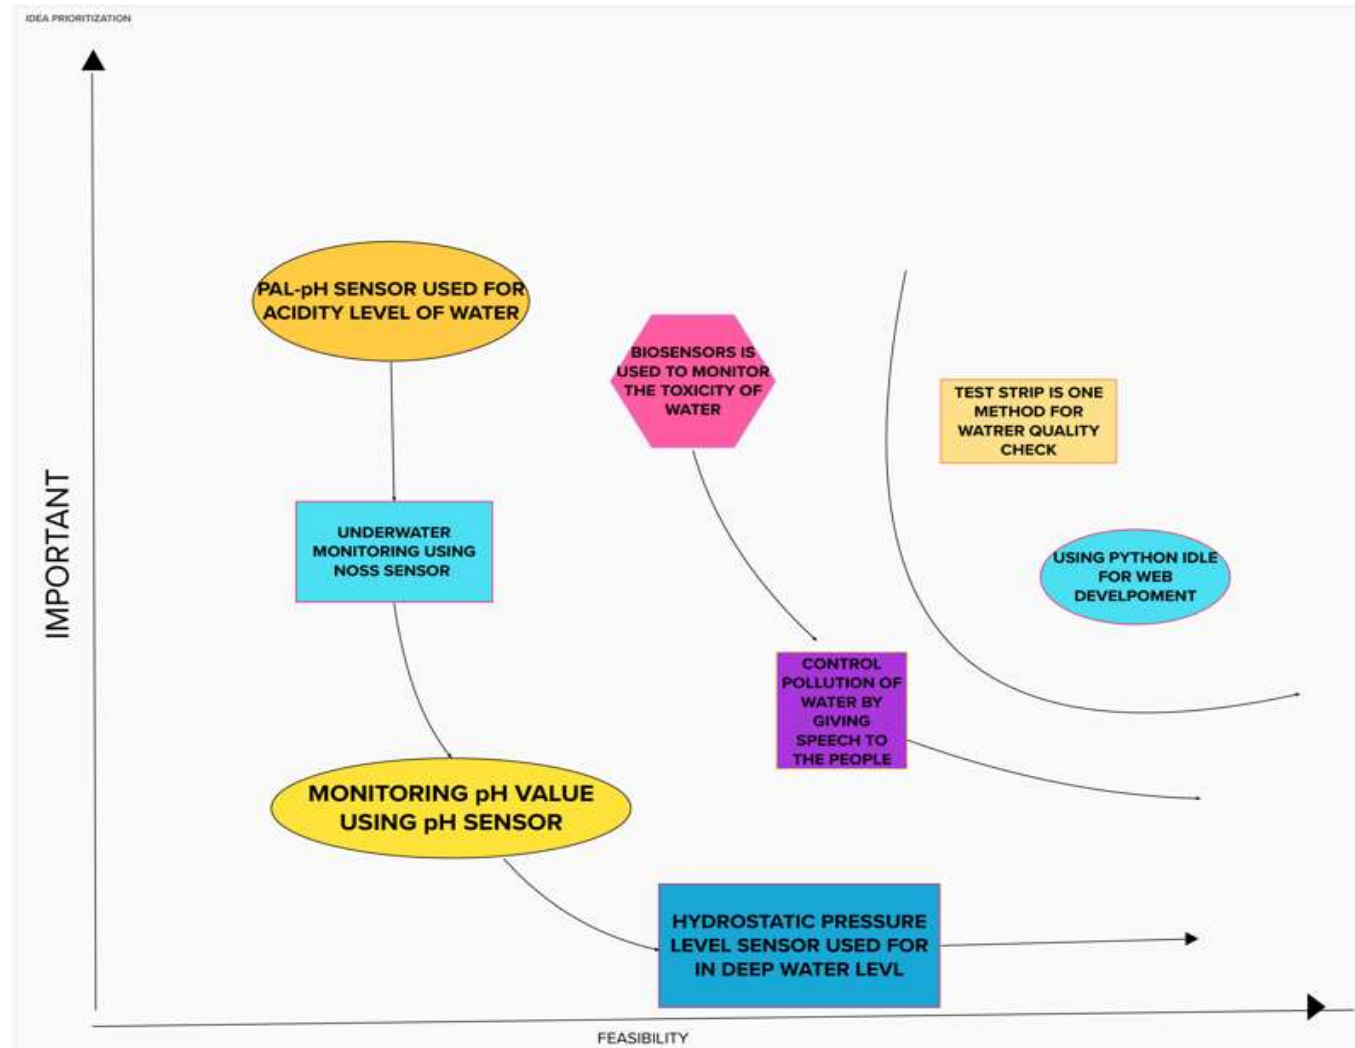 IDEA PRIORITIZATION
IMPORTANT
PAL-pH SENSOR USED FOR
ACIDITY LEVEL OF WATER
BIOSENSORS IS
USED TO MONITOR
THE TOXICITY OF
WATER
TEST STRIP IS ONE
METHOD FOR
WATRER QUALITY
CHECK
UNDERWATER
MONITORING USING
NOSS SENSOR
USING PYTHON IDLE
FOR WEB
DEVELPOMENT
CONTROL
POLLUTION OF
WATER BY
GIVING
SPEECH TO
THE PEOPLE
MONITORING pH VALUE
USING pH SENSOR
HYDROSTATIC PRESSURE
LEVEL SENSOR USED FOR
IN DEEP WATER LEVL
FEASIBILITY